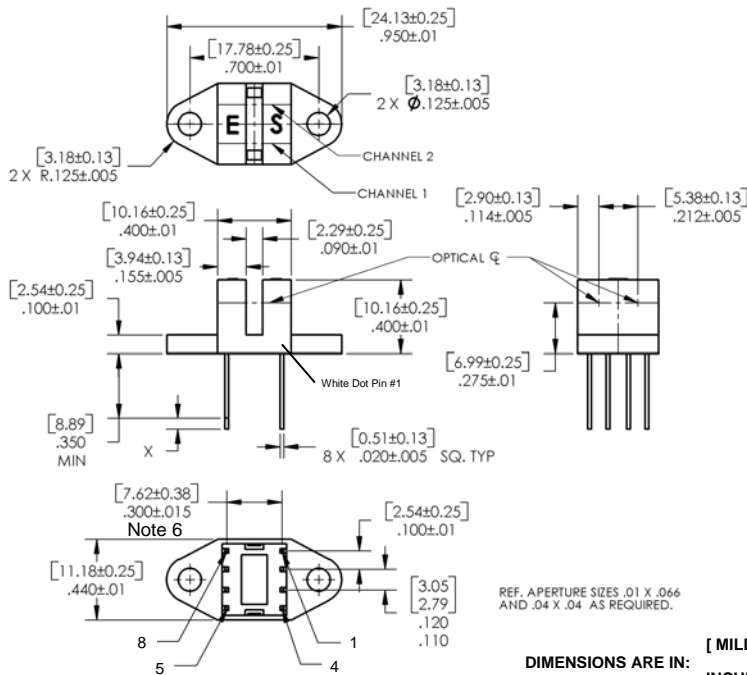 [24.13±0.25]
.950±.01
[17.78±0.25]
.700±.01
[3.18±0.13]
2 X Ø.125±.005
E S
[3.18±0.13]
2 X R.125±.005
CHANNEL 2
CHANNEL 1
[10.16±0.25]
.400±.01
[2.29±0.25]
.090±.01
[3.94±0.13]
.155±.005
[2.90±0.13]
.114±.005
[5.38±0.13]
.212±.005
OPTICAL ℄
[2.54±0.25]
.100±.01
[10.16±0.25]
.400±.01
[6.99±0.25]
.275±.01
White Dot Pin #1
[8.89]
.350
MIN
X
[0.51±0.13]
8 X .020±.005 SQ. TYP
[7.62±0.38]
.300±.015
Note 6
[2.54±0.25]
.100±.01
[11.18±0.25]
.440±.01
[3.05]
[2.79]
.120
.110
8
1
5
4
REF. APERTURE SIZES .01 X .066
AND .04 X .04 AS REQUIRED.
DIMENSIONS ARE IN:
[ MILL